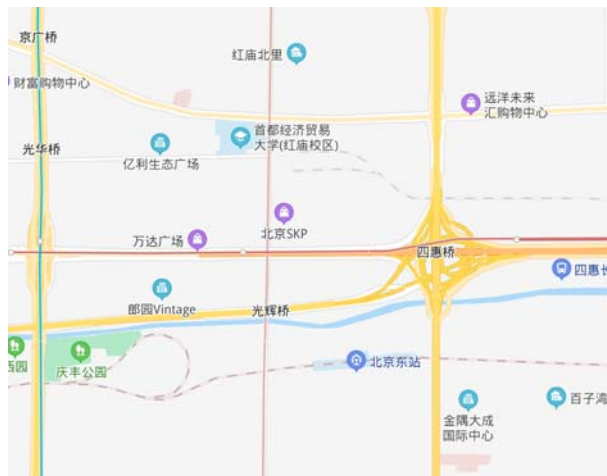 京广桥
红庙北里
财富购物中心
远洋未来
汇购物中心
首都经济贸易
大学(红庙校区)
光华桥
亿利生态广场
北京SKP
万达广场
四惠桥
四惠长
郎园Vintage
光辉桥
西园
庆丰公园
北京东站
金隅大成
国际中心
百子湾